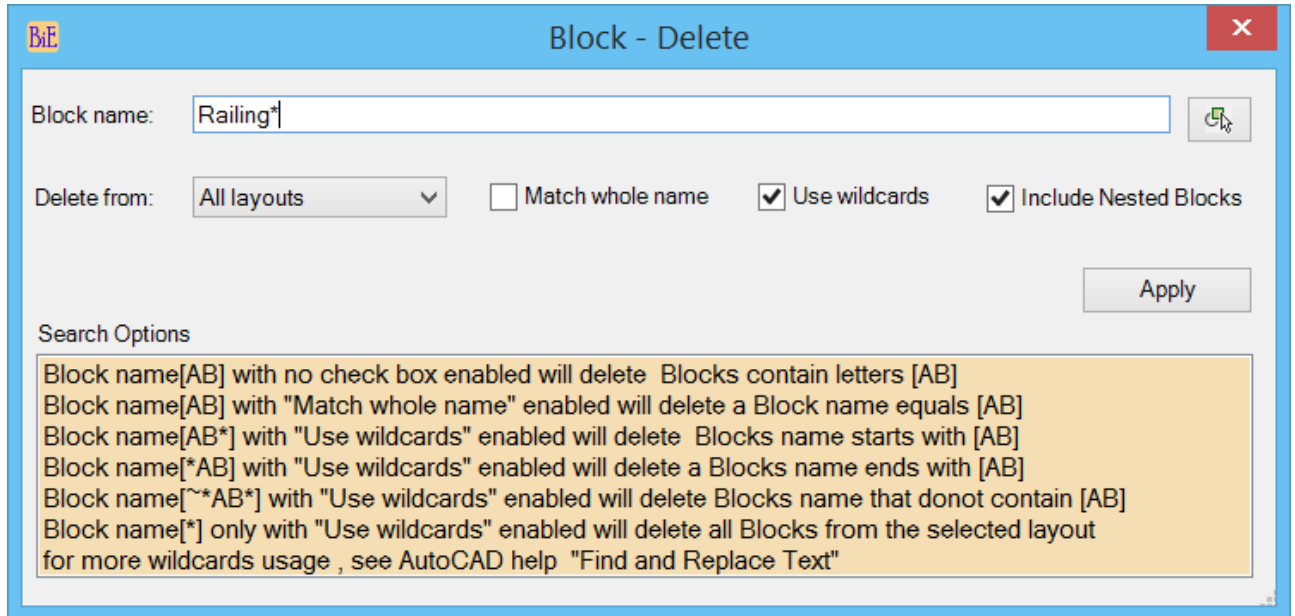 BiE
Block - Delete
Block name:
Railing*
Delete from:
All layouts
Match whole name
Use wildcards
Include Nested Blocks
Apply
Search Options
Block name[AB] with no check box enabled will delete  Blocks contain letters [AB]
Block name[AB] with "Match whole name" enabled will delete a Block name equals [AB]
Block name[AB*] with "Use wildcards" enabled will delete  Blocks name starts with [AB]
Block name[*AB] with "Use wildcards" enabled will delete a Blocks name ends with [AB]
Block name[~*AB*] with "Use wildcards" enabled will delete Blocks name that donot contain [AB]
Block name[*] only with "Use wildcards" enabled will delete all Blocks from the selected layout
for more wildcards usage , see AutoCAD help  "Find and Replace Text"